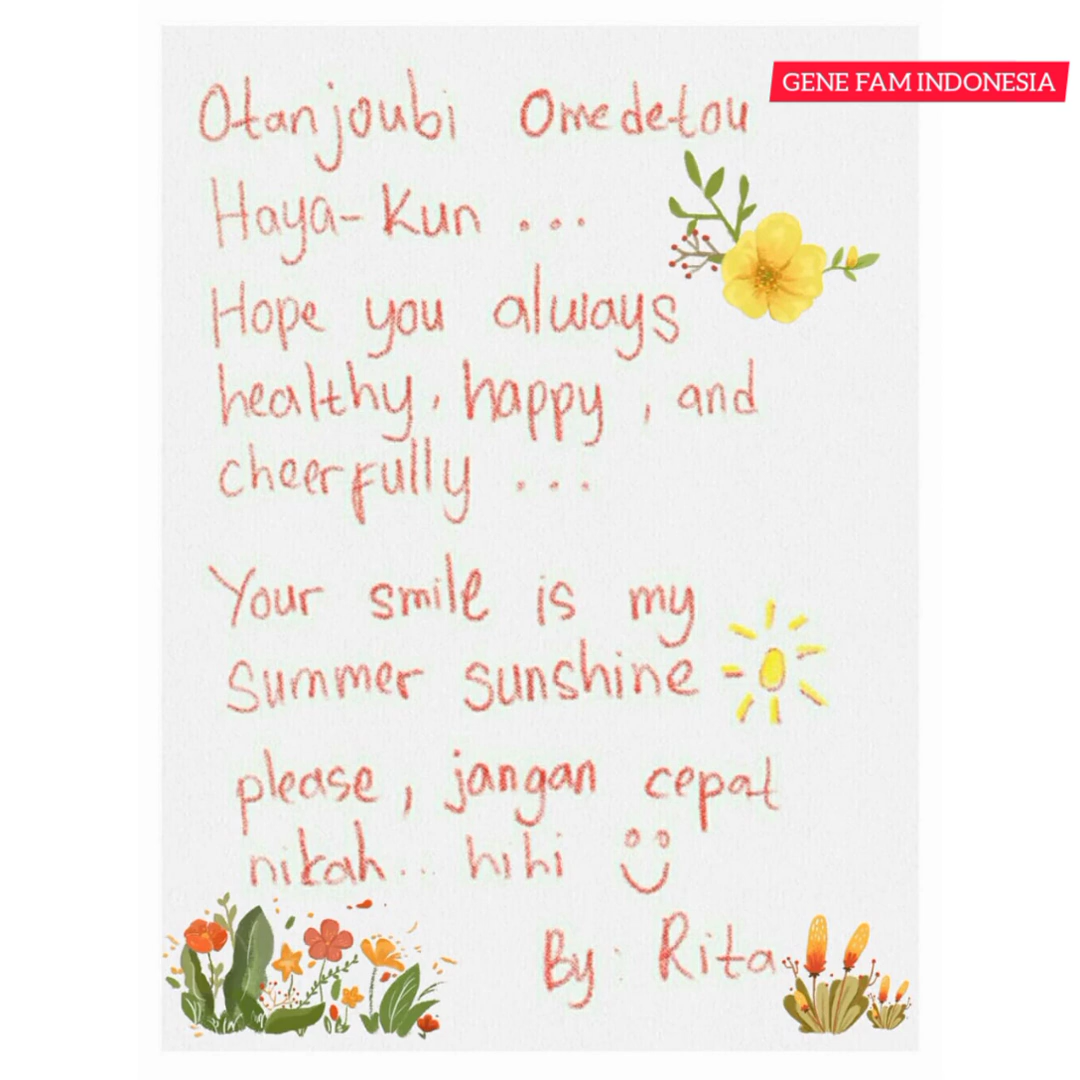 GENE FAM INDONESIA
Otanjoubi Omedetou
Haya-Kun ...
Hope you always
healthy, happy, and
cheerfully ...
Your smile is my
Summer sunshine
please, jangan cepat
nikah... hihi
By: Rita